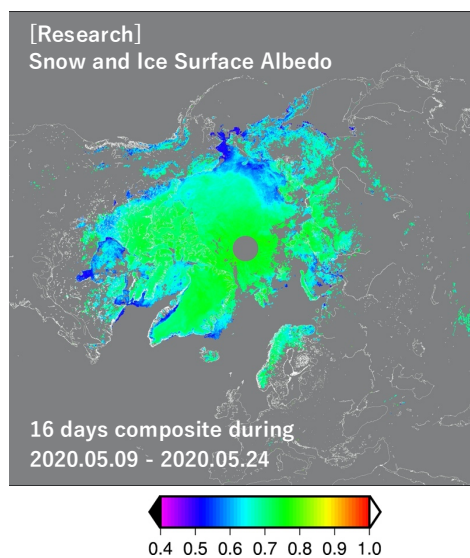 [Research]
Snow and Ice Surface Albedo
16 days composite during
2020.05.09 - 2020.05.24
0.4 0.5 0.6 0.7 0.8 0.9 1.0